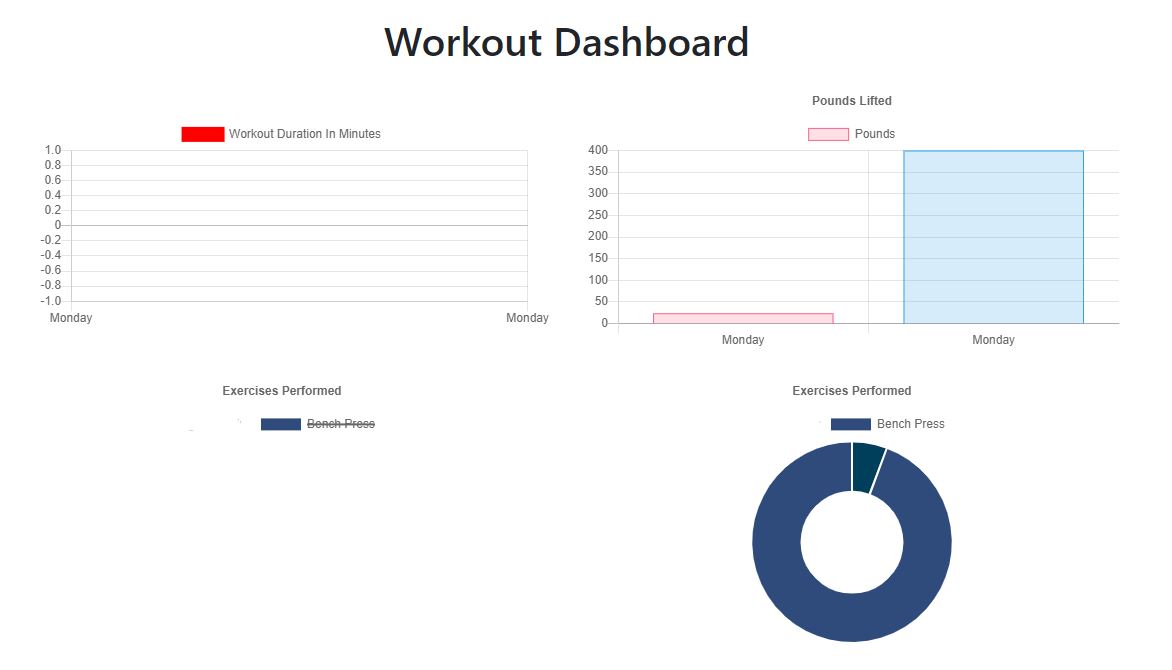 Workout Dashboard
Workout Duration In Minutes
1.0
0.8
0.6
0.4
0.2
0
-0.2
-0.4
-0.6
-0.8
-1.0
Monday Monday
Pounds Lifted
Pounds
400
350
300
250
200
150
100
50
0
Monday Monday
Exercises Performed
Bench Press
Exercises Performed
Bench Press